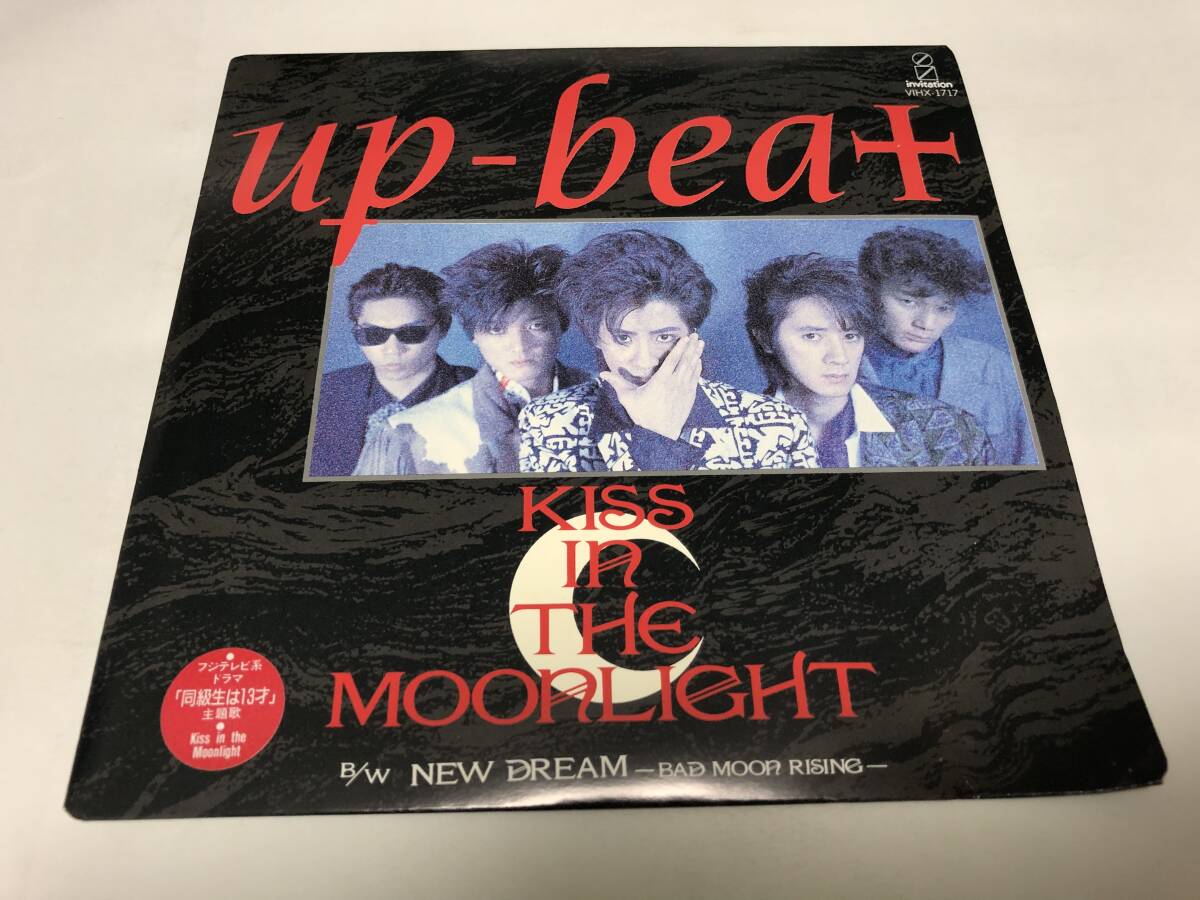 invitation
VIHX-1717
up-beat
KISS
IN
THE
MOONLIGHT
フジテレビ系
ドラマ
「同級生は13才」
主題歌
Kiss in the
Moonlight
B/W NEW DREAM —BAD MOON RISING—